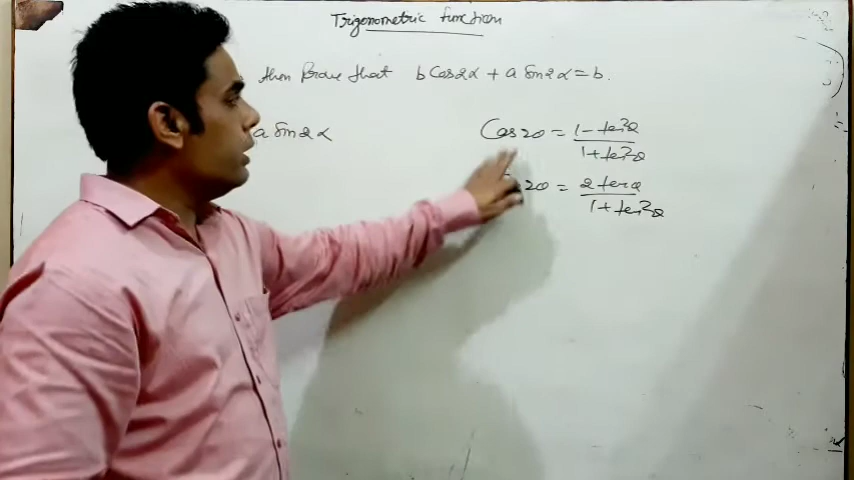 Trigonometric function
then Prove that b Cos2α + a Sin2α = b.
a Sin2α
Cos2θ = 1 - tan²θ / 1 + tan²θ
2θ = 2 tanθ / 1 + tan²θ